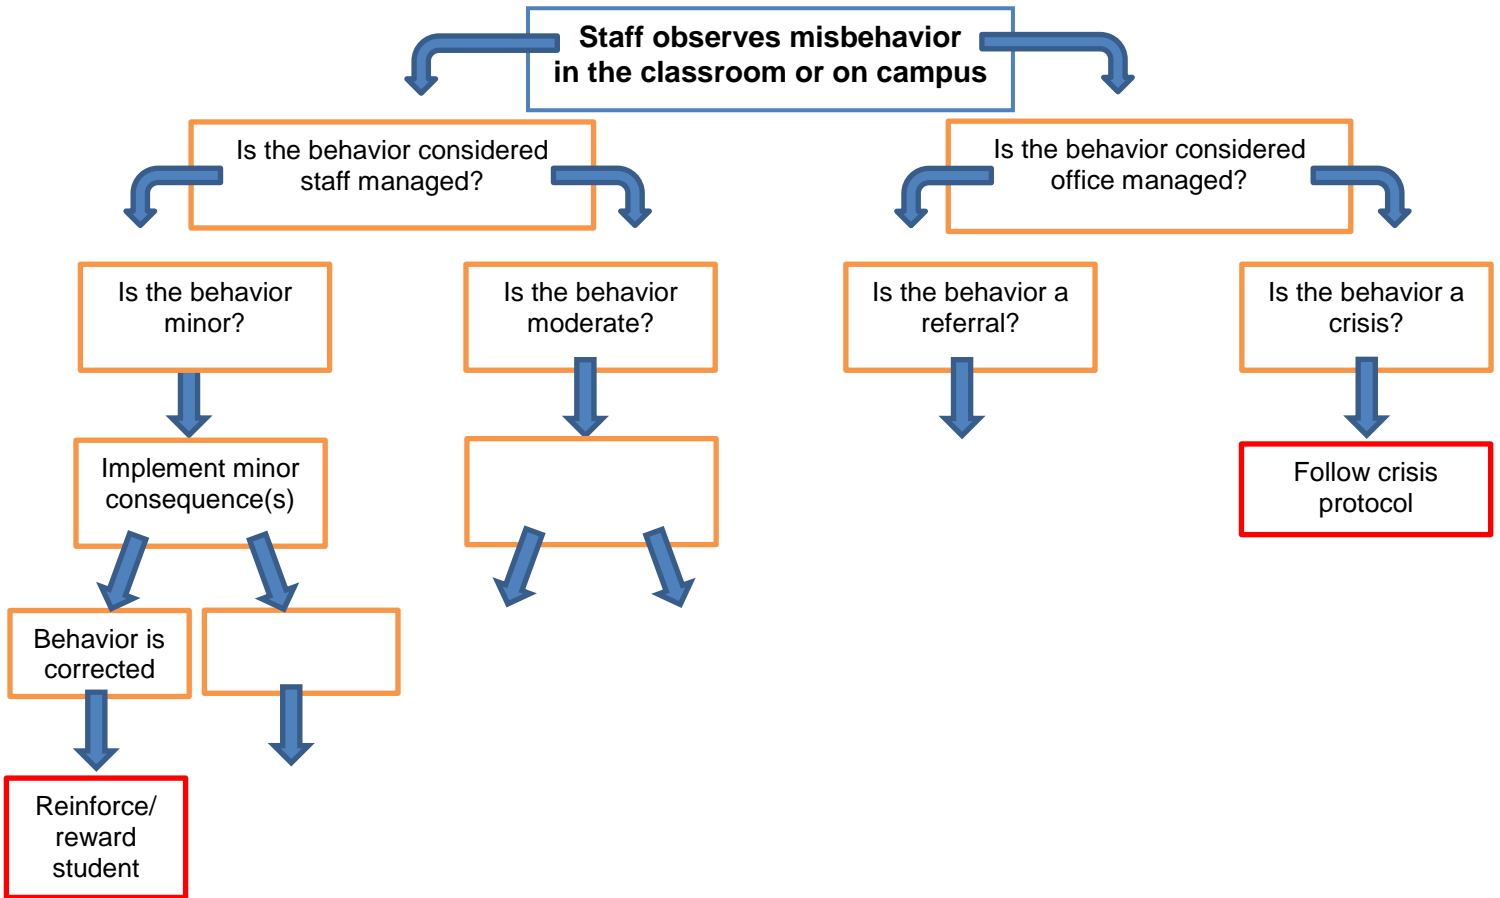 Staff observes misbehavior
in the classroom or on campus
Is the behavior considered
staff managed?
Is the behavior considered
office managed?
Is the behavior
minor?
Is the behavior
moderate?
Is the behavior a
referral?
Is the behavior a
crisis?
Implement minor
consequence(s)
Follow crisis
protocol
Behavior is
corrected
Reinforce/
reward
student